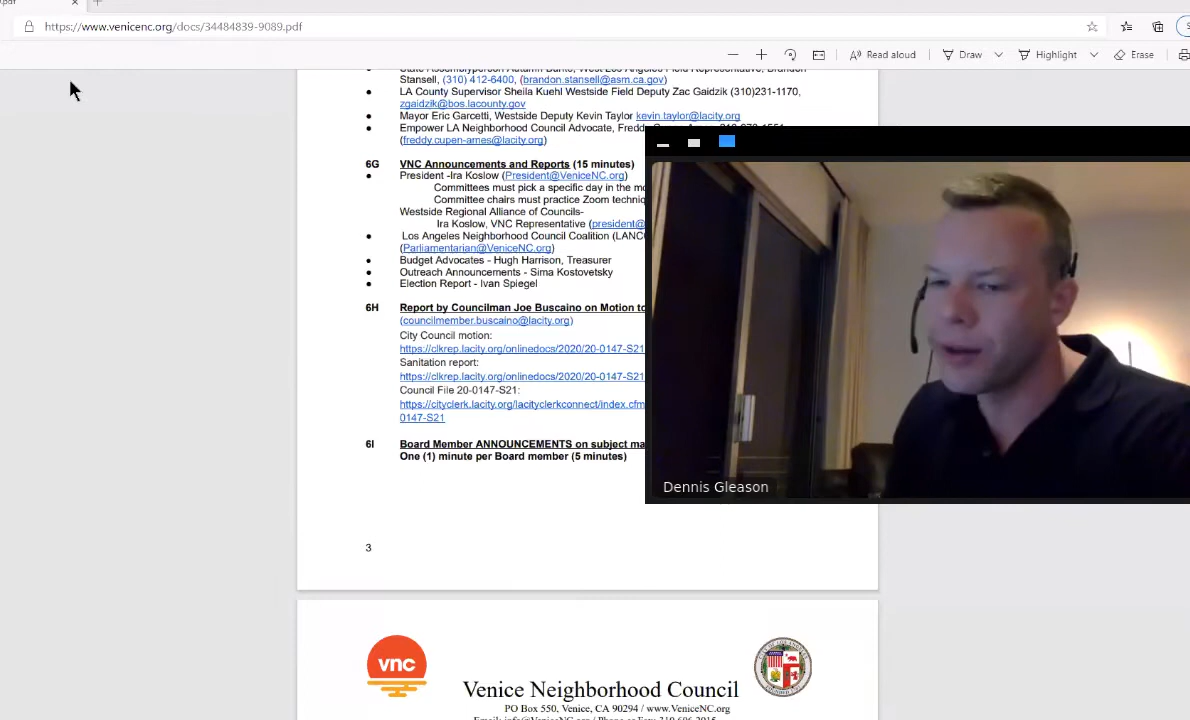 .pdf
https://www.venicenc.org/docs/34484839-9089.pdf
Read aloud Draw Highlight Erase
Stansell, (310) 412-6400, (brandon.stansell@asm.ca.gov)
LA County Supervisor Sheila Kuehl Westside Field Deputy Zac Gaidzik (310)231-1170,
zgaidzik@bos.lacounty.gov
Mayor Eric Garcetti, Westside Deputy Kevin Taylor kevin.taylor@lacity.org
Empower LA Neighborhood Council Advocate,
(freddy.cupen-ames@lacity.org)
6G VNC Announcements and Reports (15 minutes)
President -Ira Koslow (President@VeniceNC.org)
Committees must pick a specific day in the
Committee chairs must practice Zoom
Westside Regional Alliance of Councils-
Ira Koslow, VNC Representative (president@
Los Angeles Neighborhood Council Coalition
(Parliamentarian@VeniceNC.org)
Budget Advocates - Hugh Harrison, Treasurer
Outreach Announcements - Sima Kostovetsky
Election Report - Ivan Spiegel
6H Report by Councilman Joe Buscaino on Motion to
(councilmember.buscaino@lacity.org)
City Council motion:
https://clkrep.lacity.org/onlinedocs/2020/20-0147-S21
Sanitation report:
https://clkrep.lacity.org/onlinedocs/2020/20-0147-S21
Council File 20-0147-S21:
https://cityclerk.lacity.org/lacityclerkconnect/index.cfm
0147-S21
6I Board Member ANNOUNCEMENTS on subject
One (1) minute per Board member (5 minutes)
Dennis Gleason
3
vnc
Venice Neighborhood Council
PO Box 550, Venice, CA 90294 / www.VeniceNC.org